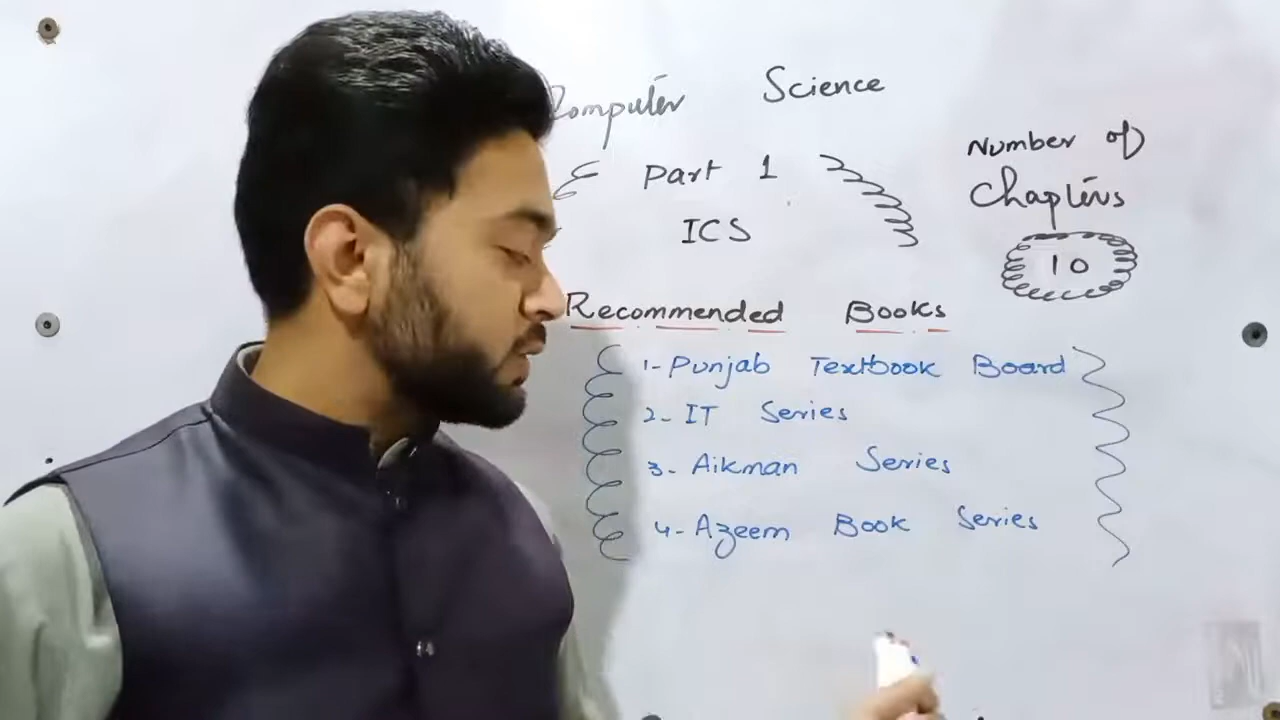 Computer Science
Part 1
ICS
Number of
Chapters
10
Recommended Books
1- Punjab Textbook Board
2- IT Series
3- Aikman Series
4- Azeem Book Series